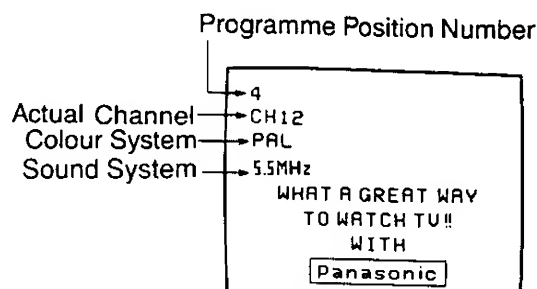 Programme Position Number
4
Actual Channel CH12
Colour System PAL
Sound System 5.5MHz
WHAT A GREAT WAY
TO WATCH TV!!
WITH
Panasonic